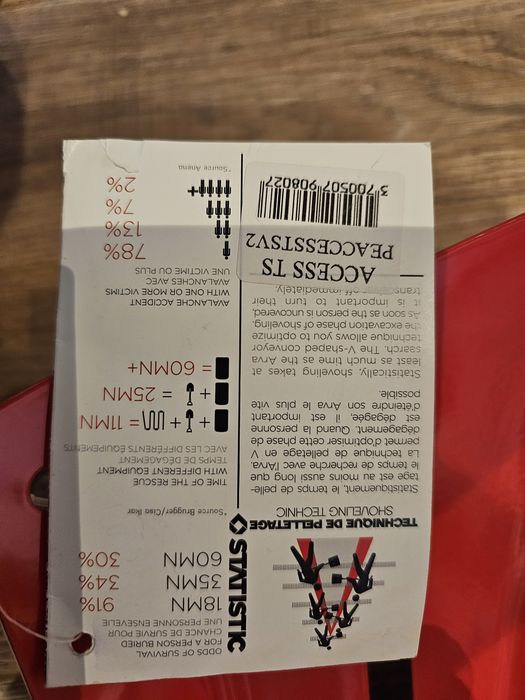 STATISTIC
ODDS OF SURVIVAL
FOR A PERSON BURIED
CHANCE DE SURVIE POUR
UNE PERSONNE ENSEVELIE
18MN 91%
35MN 34%
60MN 30%
*Source Brugger/Cisa Ikar
TIME OF THE RESCUE
WITH DIFFERENT EQUIPMENT
TEMPS DE DÉGAGEMENT
AVEC LES DIFFÉRENTS ÉQUIPEMENTS
+ + = 11MN
+ = 25MN
= 60MN+
AVALANCHE ACCIDENT
WITH ONE OR MORE VICTIMS
AVALANCHES AVEC
UNE VICTIME OU PLUS
78%
13%
7%
+ 2%
*Source Anena
TECHNIQUE DE PELLETAGE
SHOVELING TECHNIC
Statistiquement, le temps de pelle-
tage est au moins aussi long que
le temps de recherche avec l'Arva.
La technique de pelletage en V
permet d'optimiser cette phase de
dégagement. Quand la personne
est dégagée, il est important
d'éteindre son Arva le plus vite
possible.
Statistically, shoveling takes at
least as much time as the Arva
search. The V-shaped conveyor
technique allows you to optimize
the excavation phase of shoveling.
As soon as the person is uncovered,
it is important to turn their
transceiver off immediately.
ACCESS TS
PEACCESSTSV2
3 700507 908027